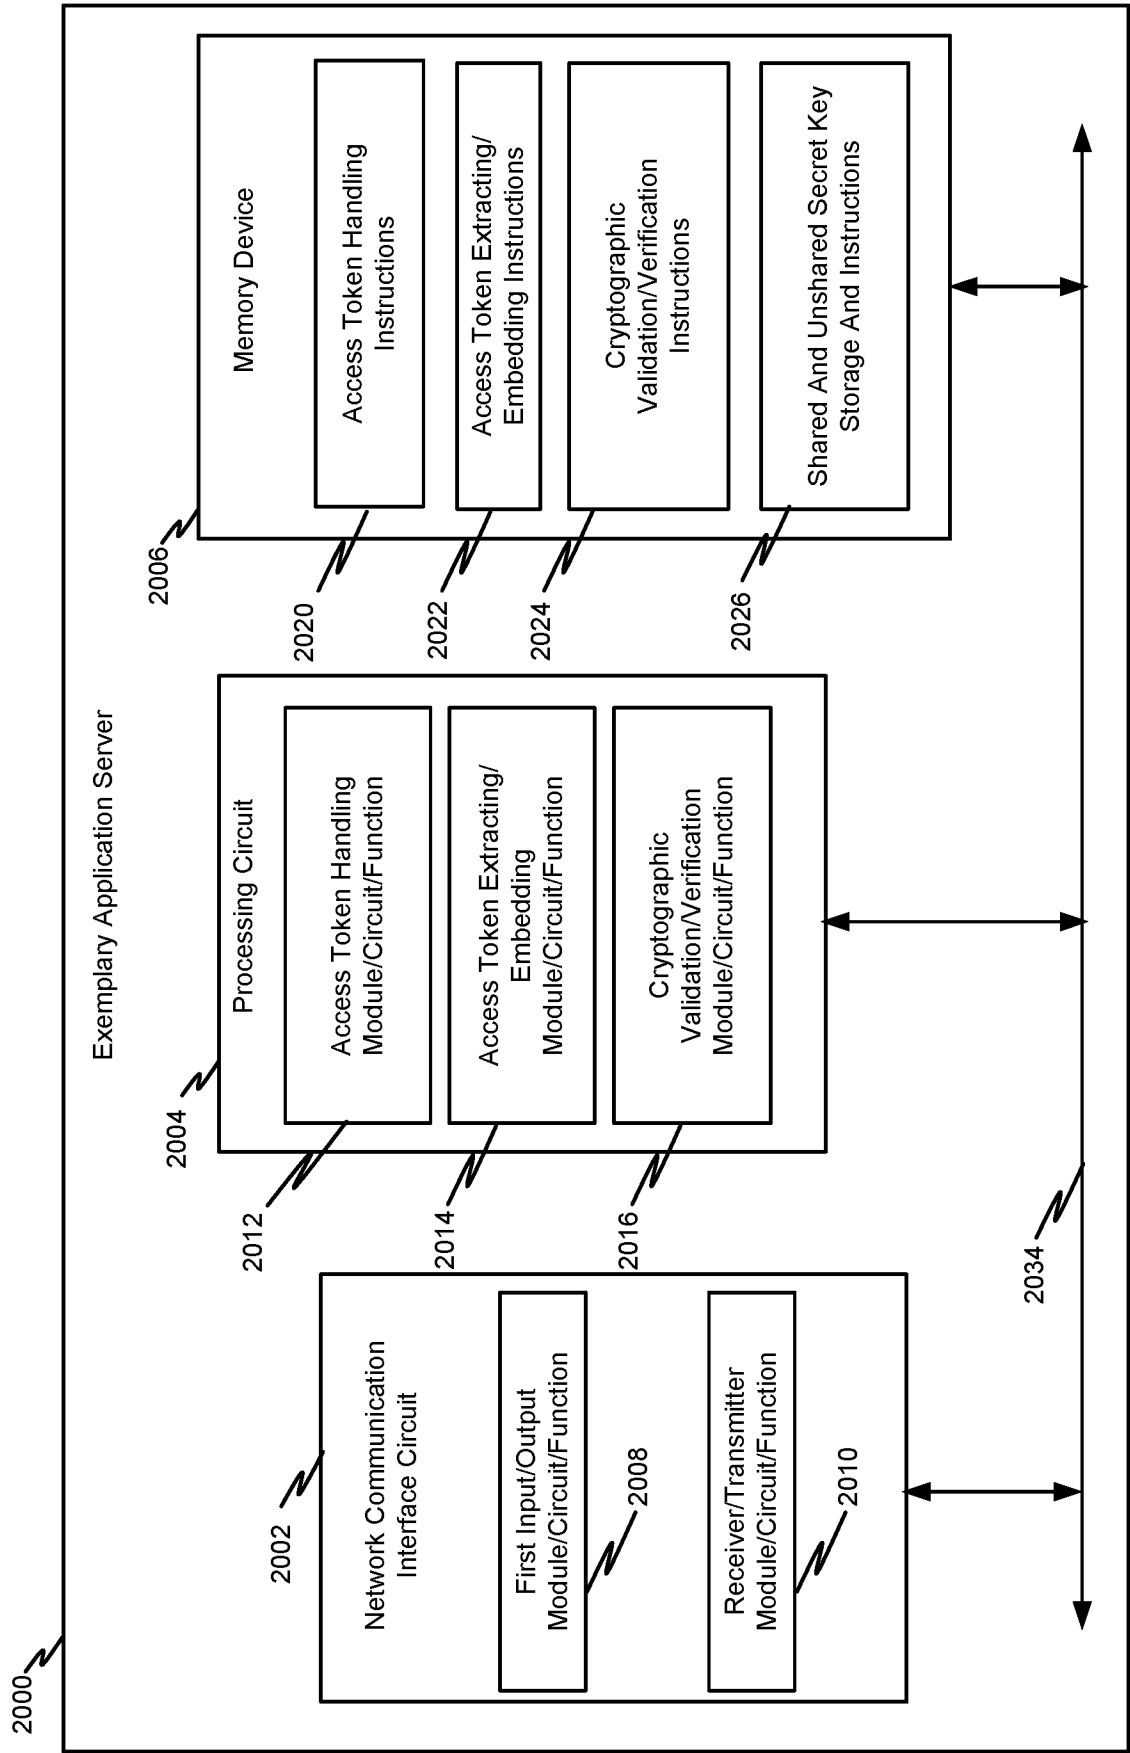 2000
Exemplary Application Server
2002
Network Communication
Interface Circuit
First Input/Output
Module/Circuit/Function
2008
Receiver/Transmitter
Module/Circuit/Function
2010
2004
Processing Circuit
2012
Access Token Handling
Module/Circuit/Function
2014
Access Token Extracting/
Embedding
Module/Circuit/Function
2016
Cryptographic
Validation/Verification
Module/Circuit/Function
2006
Memory Device
2020
Access Token Handling
Instructions
2022
Access Token Extracting/
Embedding Instructions
2024
Cryptographic
Validation/Verification
Instructions
2026
Shared And Unshared Secret Key
Storage And Instructions
2034